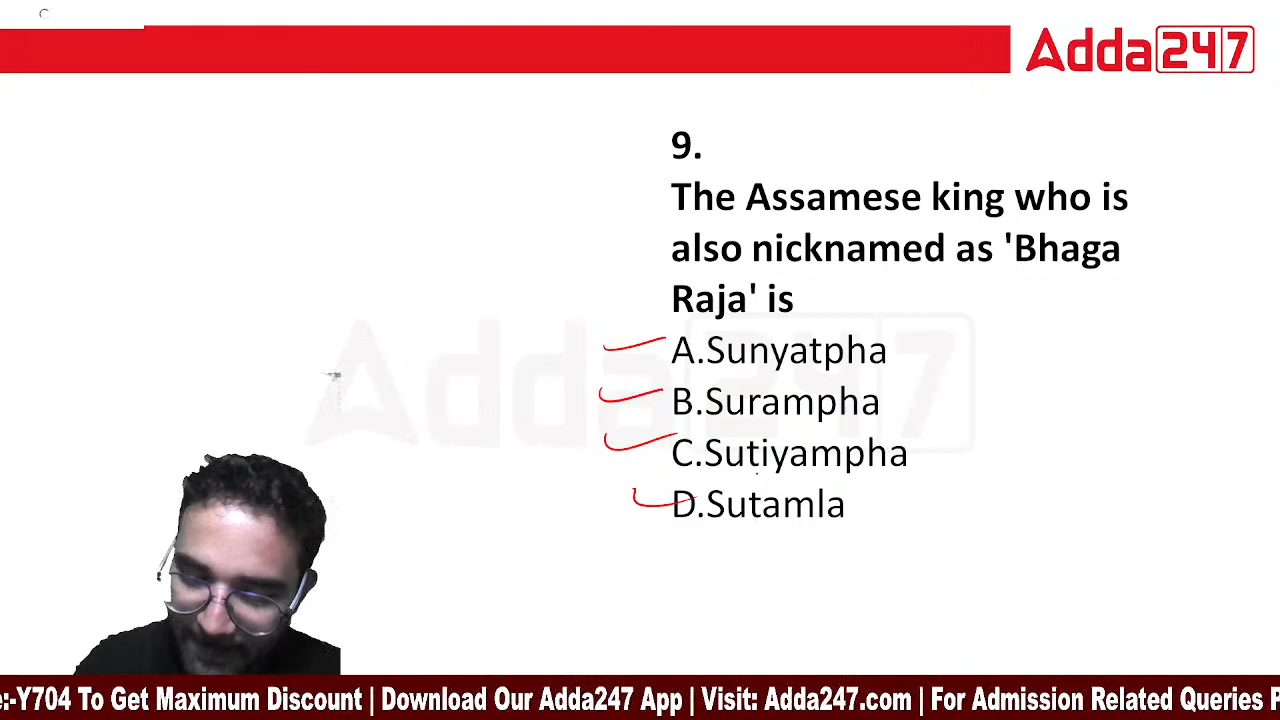 Adda247
9.
The Assamese king who is
also nicknamed as 'Bhaga
Raja' is
A.Sunyatpha
B.Surampha
C.Sutiyampha
D.Sutamla
Adda247
e:-Y704 To Get Maximum Discount | Download Our Adda247 App | Visit: Adda247.com | For Admission Related Queries P